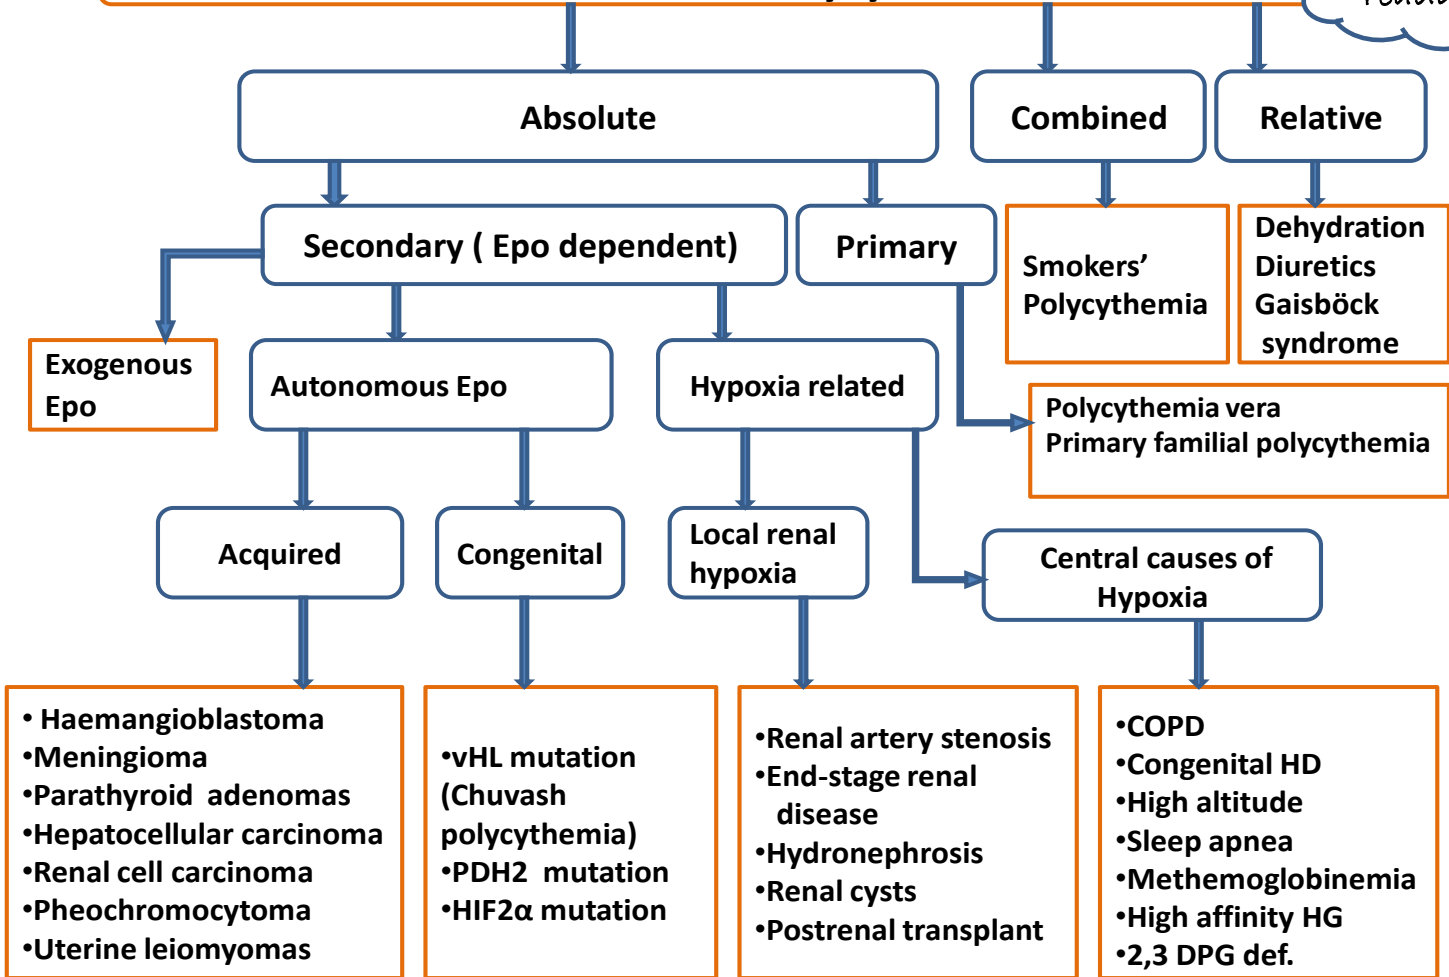 Absolute
Combined
Relative
Secondary ( Epo dependent)
Primary
Smokers’
Polycythemia
Dehydration
Diuretics
Gaisböck
syndrome
Exogenous
Epo
Autonomous Epo
Hypoxia related
Polycythemia vera
Primary familial polycythemia
Acquired
Congenital
Local renal
hypoxia
Central causes of
Hypoxia
• Haemangioblastoma
•Meningioma
•Parathyroid adenomas
•Hepatocellular carcinoma
•Renal cell carcinoma
•Pheochromocytoma
•Uterine leiomyomas
•vHL mutation
(Chuvash
polycythemia)
•PDH2 mutation
•HIF2α mutation
•Renal artery stenosis
•End-stage renal
disease
•Hydronephrosis
•Renal cysts
•Postrenal transplant
•COPD
•Congenital HD
•High altitude
•Sleep apnea
•Methemoglobinemia
•High affinity HG
•2,3 DPG def.